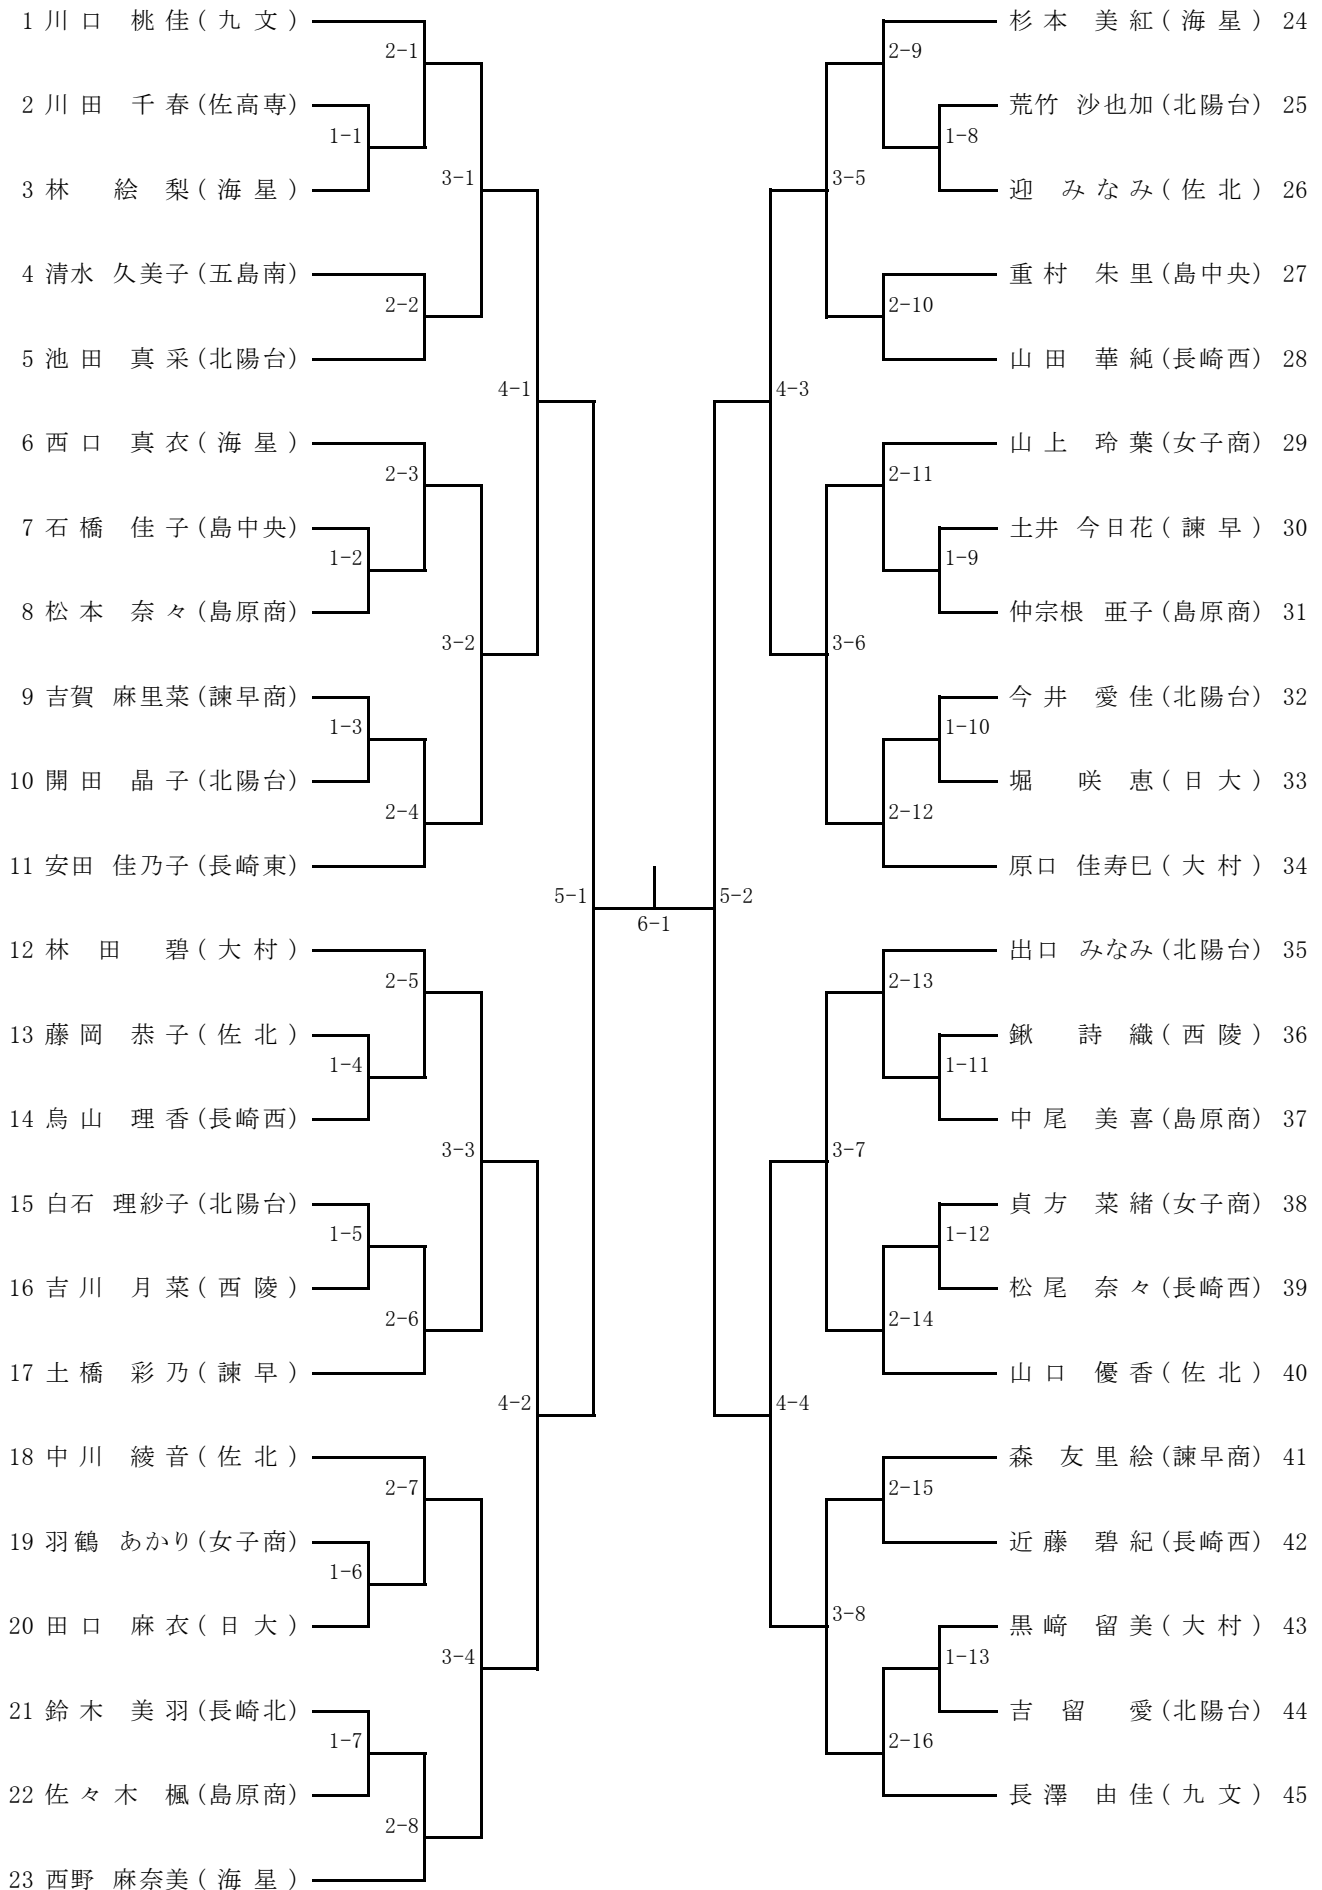 1 川口 桃佳(九文)
2-1
2 川田 千春(佐高専)
1-1
3 林 絵梨(海星)
3-1
4 清水 久美子(五島南)
2-2
5 池田 真采(北陽台)
4-1
6 西口 真衣(海星)
2-3
7 石橋 佳子(島中央)
1-2
8 松本 奈々(島原商)
3-2
9 吉賀 麻里菜(諫早商)
1-3
10 開田 晶子(北陽台)
2-4
11 安田 佳乃子(長崎東)
5-1
12 林田 碧(大村)
2-5
13 藤岡 恭子(佐北)
1-4
14 烏山 理香(長崎西)
3-3
15 白石 理紗子(北陽台)
1-5
16 吉川 月菜(西陵)
2-6
17 土橋 彩乃(諫早)
4-2
18 中川 綾音(佐北)
2-7
19 羽鶴 あかり(女子商)
1-6
20 田口 麻衣(日大)
3-4
21 鈴木 美羽(長崎北)
1-7
22 佐々木 楓(島原商)
2-8
23 西野 麻奈美(海星)
6-1
杉本 美紅(海星) 24
2-9
荒竹 沙也加(北陽台) 25
1-8
迎 みなみ(佐北) 26
3-5
重村 朱里(島中央) 27
2-10
山田 華純(長崎西) 28
4-3
山上 玲葉(女子商) 29
2-11
土井 今日花(諫早) 30
1-9
仲宗根 亜子(島原商) 31
3-6
今井 愛佳(北陽台) 32
1-10
堀 咲恵(日大) 33
2-12
原口 佳寿巳(大村) 34
5-2
出口 みなみ(北陽台) 35
2-13
鍬 詩織(西陵) 36
1-11
中尾 美喜(島原商) 37
3-7
貞方 菜緒(女子商) 38
1-12
松尾 奈々(長崎西) 39
2-14
山口 優香(佐北) 40
4-4
森 友里絵(諫早商) 41
2-15
近藤 碧紀(長崎西) 42
3-8
黒﨑 留美(大村) 43
1-13
吉留 愛(北陽台) 44
2-16
長澤 由佳(九文) 45